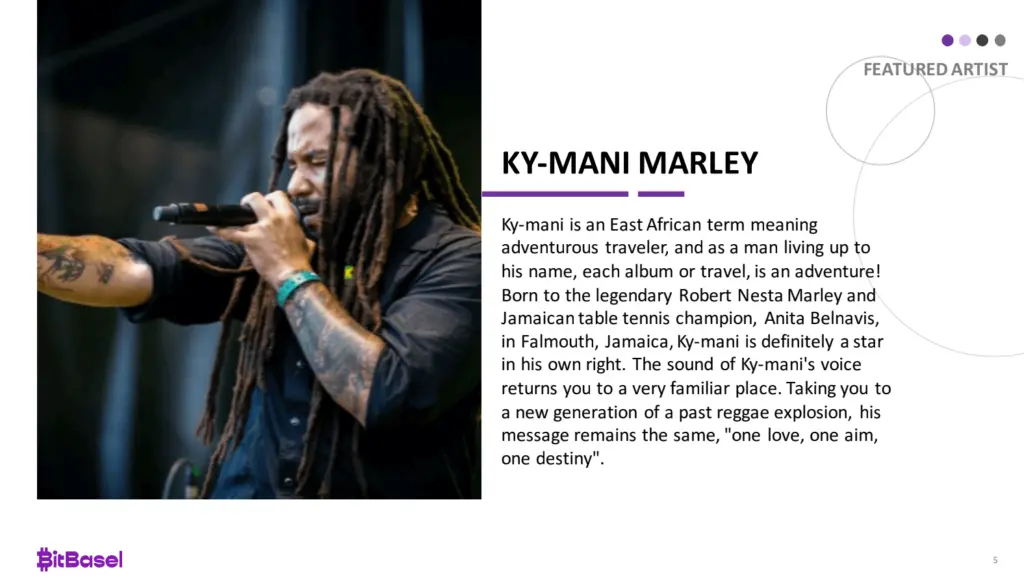 FEATURED ARTIST
KY-MANI MARLEY
Ky-mani is an East African term meaning
adventurous traveler, and as a man living up to
his name, each album or travel, is an adventure!
Born to the legendary Robert Nesta Marley and
Jamaican table tennis champion, Anita Belnavis,
in Falmouth, Jamaica, Ky-mani is definitely a star
in his own right. The sound of Ky-mani's voice
returns you to a very familiar place. Taking you to
a new generation of a past reggae explosion, his
message remains the same, "one love, one aim,
one destiny".
BitBasel
5